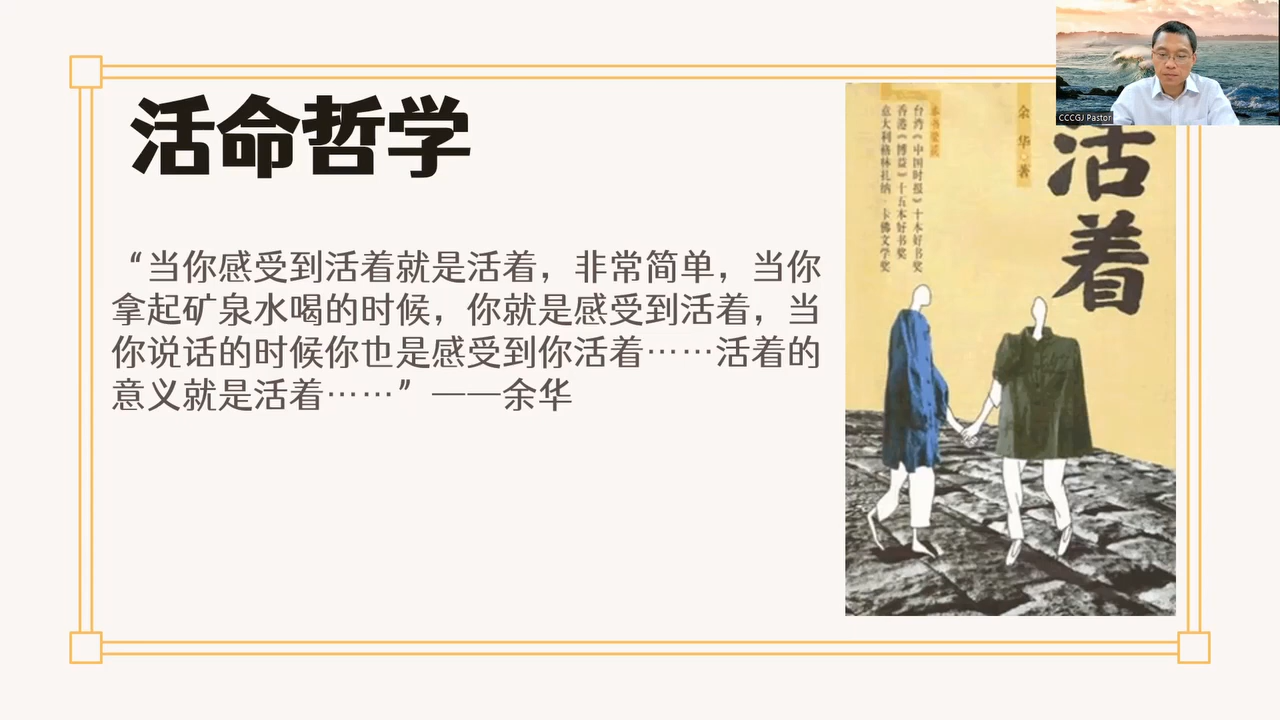 活命哲学
“当你感受到活着就是活着，非常简单，当你
拿起矿泉水喝的时候，你就是感受到活着，当
你说话的时候你也是感受到你活着……活着的
意义就是活着……”——余华
CCCGJ Pastor
活着
余华 著
本书荣获
台湾《中国时报》十本好书奖
香港《博益》十五本好书奖
意大利格林扎纳·卡佛文学奖